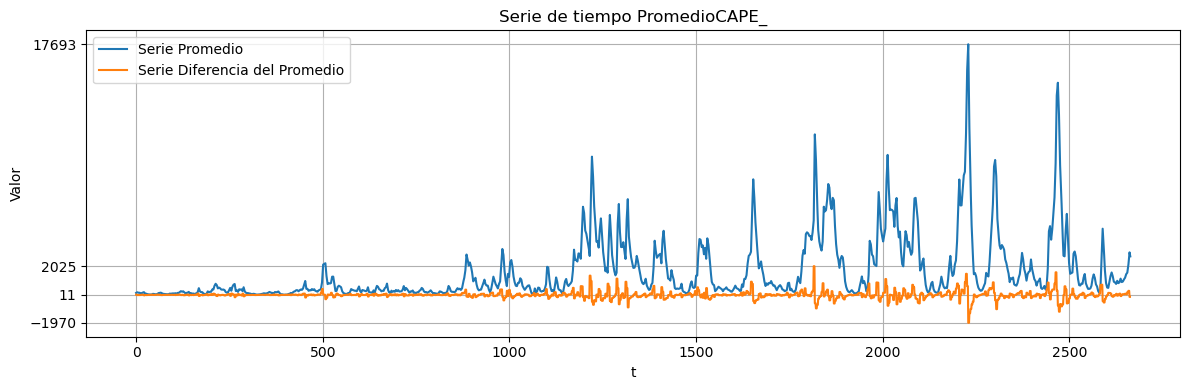 Serie de tiempo PromedioCAPE_
Serie Promedio
Serie Diferencia del Promedio
Valor
17693
2025
11
−1970
0 500 1000 1500 2000 2500
t